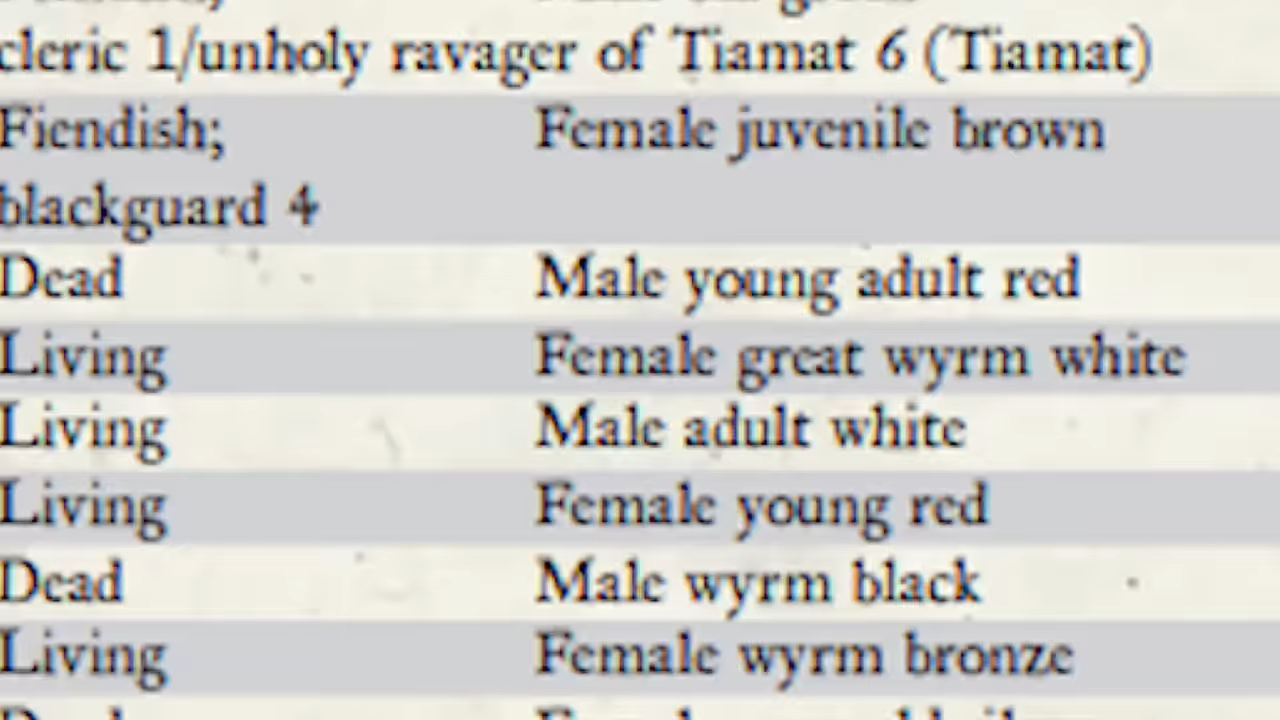 cleric 1/unholy ravager of Tiamat 6 (Tiamat)
Fiendish; Female juvenile brown
blackguard 4
Dead Male young adult red
Living Female great wyrm white
Living Male adult white
Living Female young red
Dead Male wyrm black
Living Female wyrm bronze